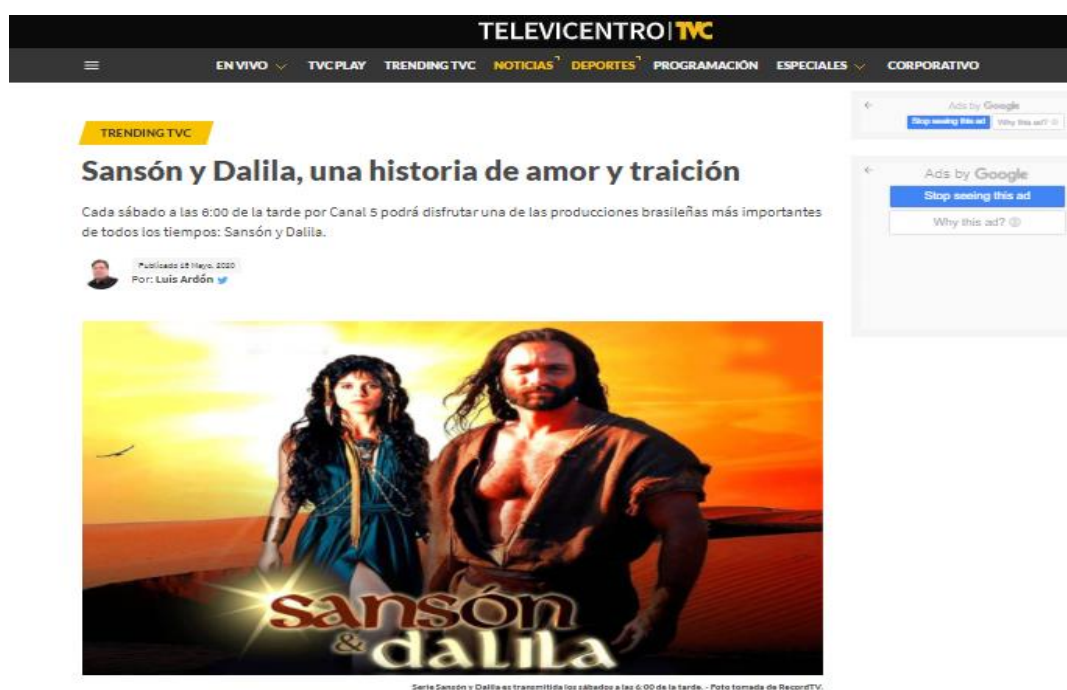 TELEVICENTRO|TVC
EN VIVO TVC PLAY TRENDING TVC NOTICIAS DEPORTES PROGRAMACIÓN ESPECIALES CORPORATIVO
Ads by Google
Stop seeing this ad Why this ad?
TRENDING TVC
Sansón y Dalila, una historia de amor y traición
Cada sábado a las 6:00 de la tarde por Canal 5 podrá disfrutar una de las producciones brasileñas más importantes
de todos los tiempos: Sansón y Dalila.
Publicado Mayo, 2020
Por: Luis Ardón
Ads by Google
Stop seeing this ad
Why this ad?
sansón
& dalila
Serie Sansón y Dalila es transmitida los sábados a las 6:00 de la tarde. - Foto tomada de RecordTV.